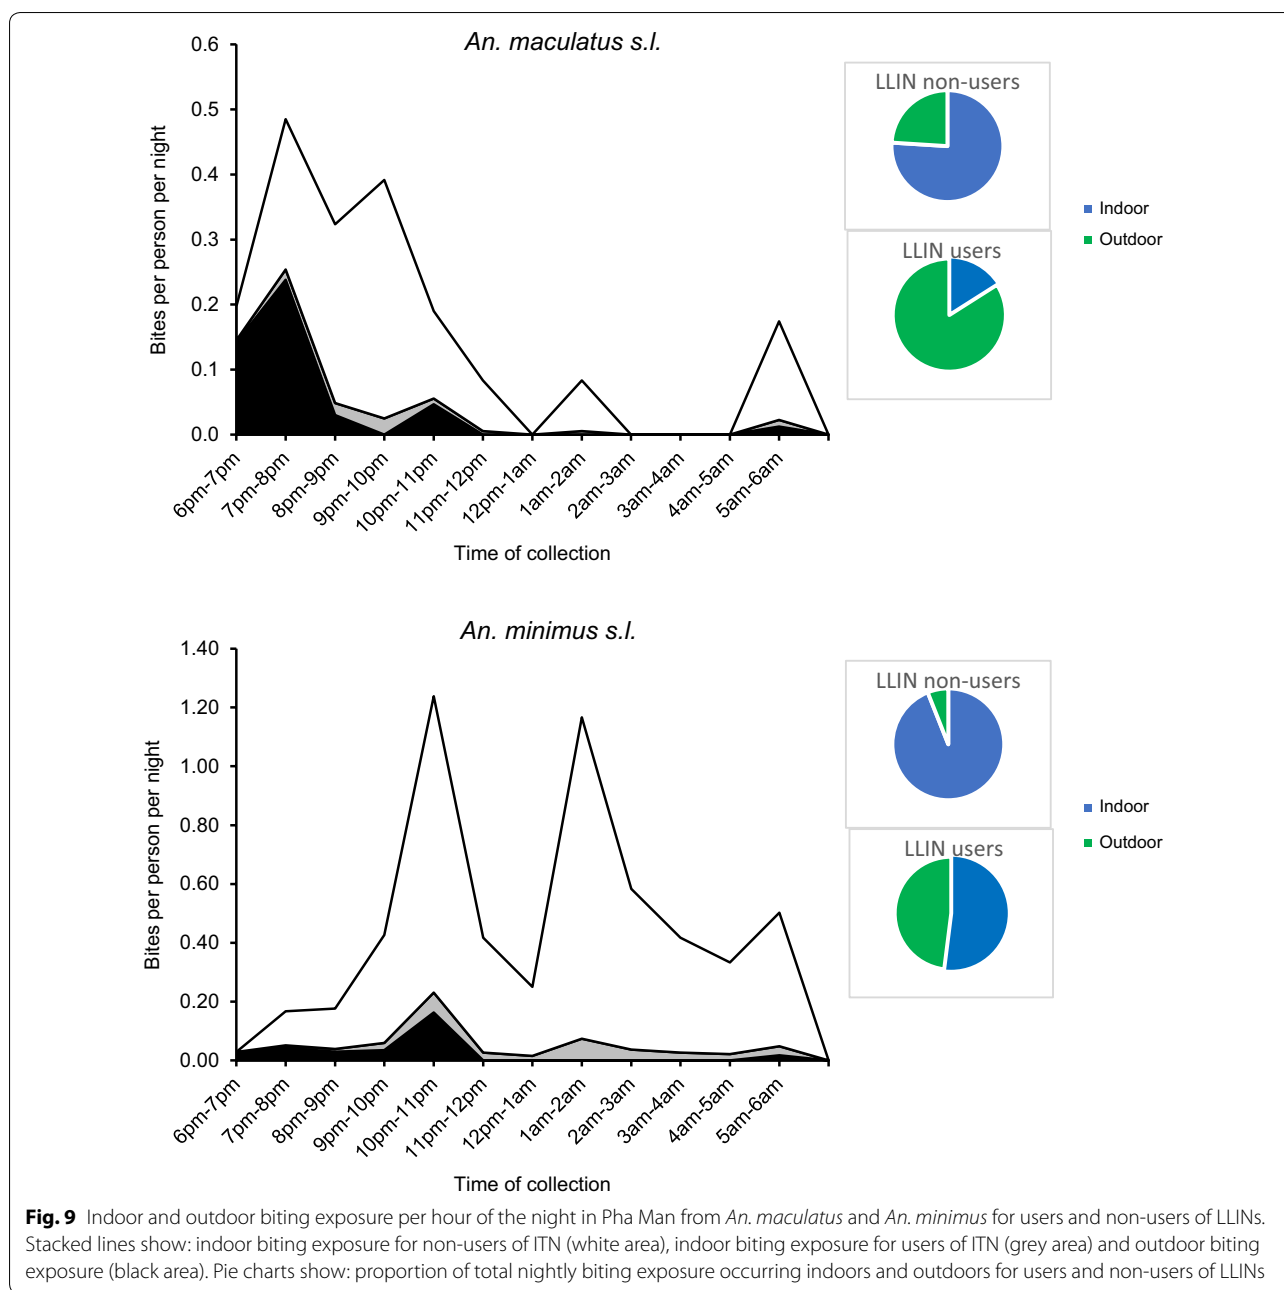 An. maculatus s.l.
0.6
0.5
0.4
0.3
0.2
0.1
0.0
Bites per person per night
6pm-7pm
7pm-8pm
8pm-9pm
9pm-10pm
10pm-11pm
11pm-12pm
12pm-1am
1am-2am
2am-3am
3am-4am
4am-5am
5am-6am
Time of collection
LLIN non-users
LLIN users
Indoor
Outdoor
An. minimus s.l.
1.40
1.20
1.00
0.80
0.60
0.40
0.20
0.00
Bites per person per night
6pm-7pm
7pm-8pm
8pm-9pm
9pm-10pm
10pm-11pm
11pm-12pm
12pm-1am
1am-2am
2am-3am
3am-4am
4am-5am
5am-6am
Time of collection
LLIN non-users
LLIN users
Indoor
Outdoor
Fig. 9 Indoor and outdoor biting exposure per hour of the night in Pha Man from An. maculatus and An. minimus for users and non-users of LLINs.
Stacked lines show: indoor biting exposure for non-users of ITN (white area), indoor biting exposure for users of ITN (grey area) and outdoor biting
exposure (black area). Pie charts show: proportion of total nightly biting exposure occurring indoors and outdoors for users and non-users of LLINs